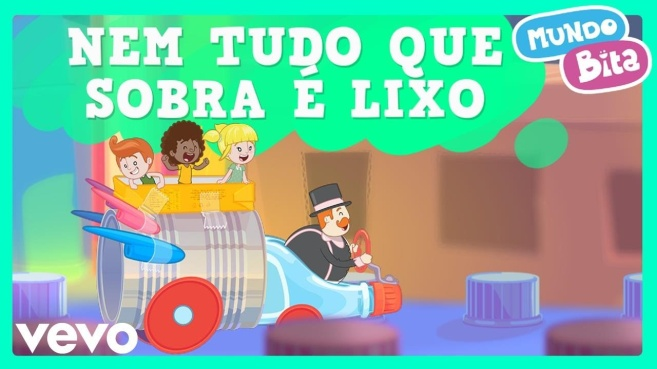 NEM TUDO QUE
SOBRA É LIXO
MUNDO
Bita
vevo